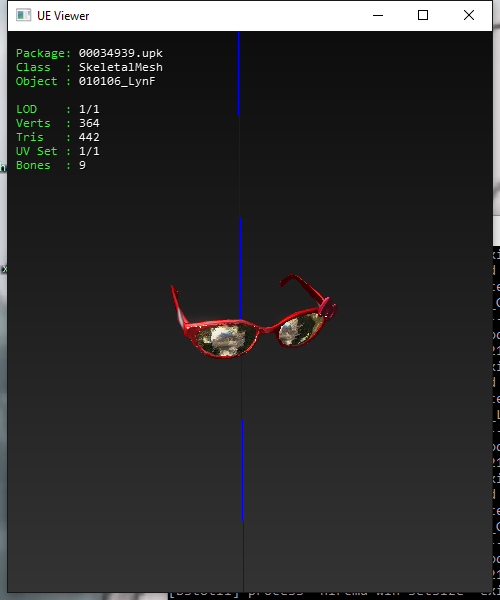 UE Viewer
Package: 00034939.upk
Class : SkeletalMesh
Object : 010106_LynF
LOD : 1/1
Verts : 364
Tris : 442
UV Set : 1/1
Bones : 9